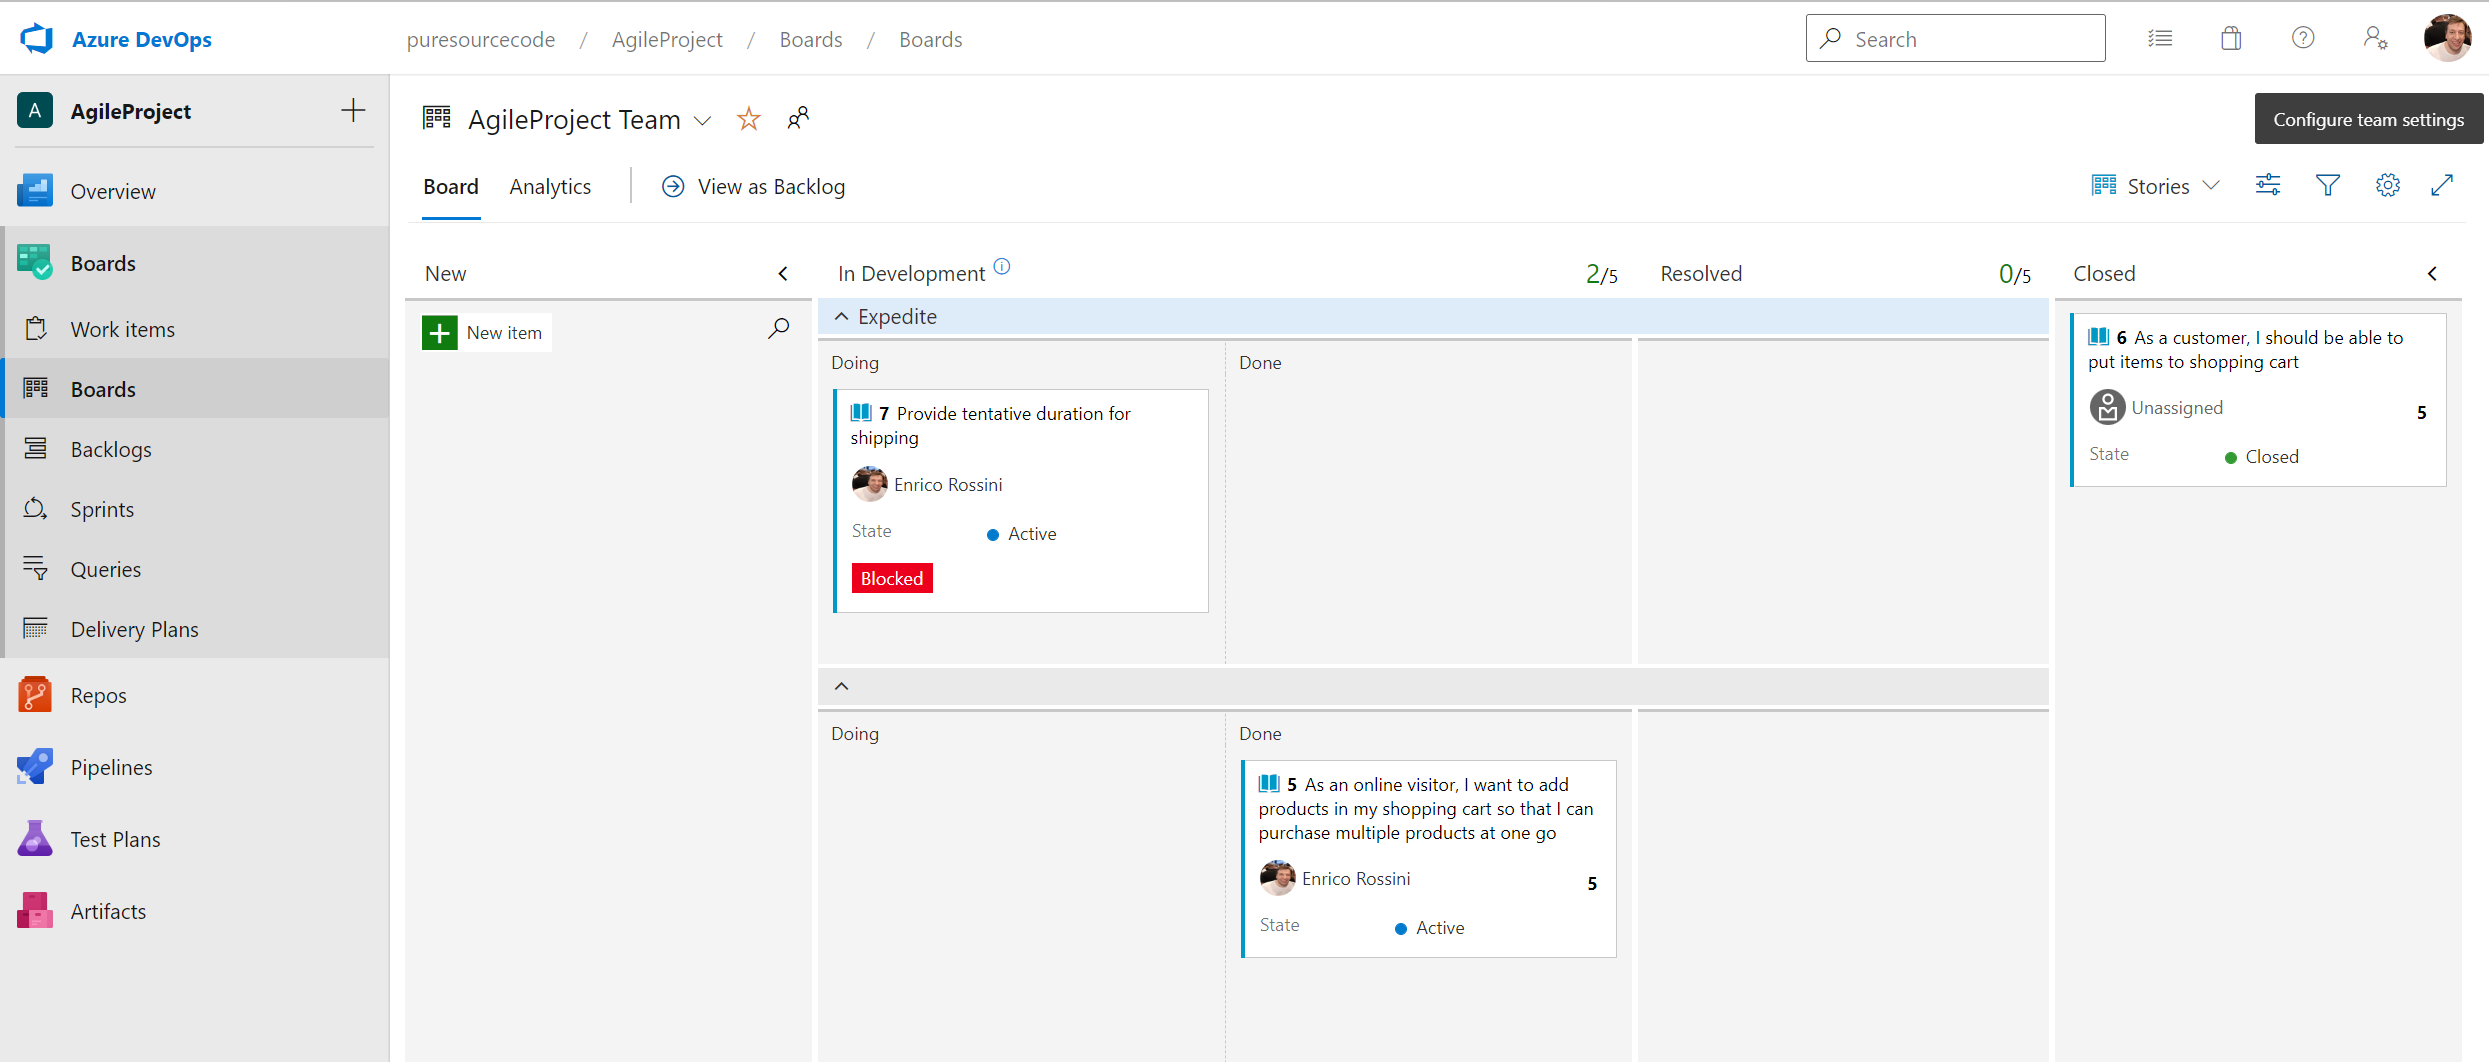 Azure DevOps
puresourcecode / AgileProject / Boards / Boards
Search
A AgileProject
AgileProject Team
Configure team settings
Overview
Boards
Work items
Boards
Backlogs
Sprints
Queries
Delivery Plans
Repos
Pipelines
Test Plans
Artifacts
Board Analytics View as Backlog
Stories
New
In Development 2/5
Resolved 0/5
Closed
New item
Expedite
Doing
Done
7 Provide tentative duration for
shipping
Enrico Rossini
State Active
Blocked
Doing
Done
5 As an online visitor, I want to add
products in my shopping cart so that I can
purchase multiple products at one go
Enrico Rossini 5
State Active
6 As a customer, I should be able to
put items to shopping cart
Unassigned 5
State Closed